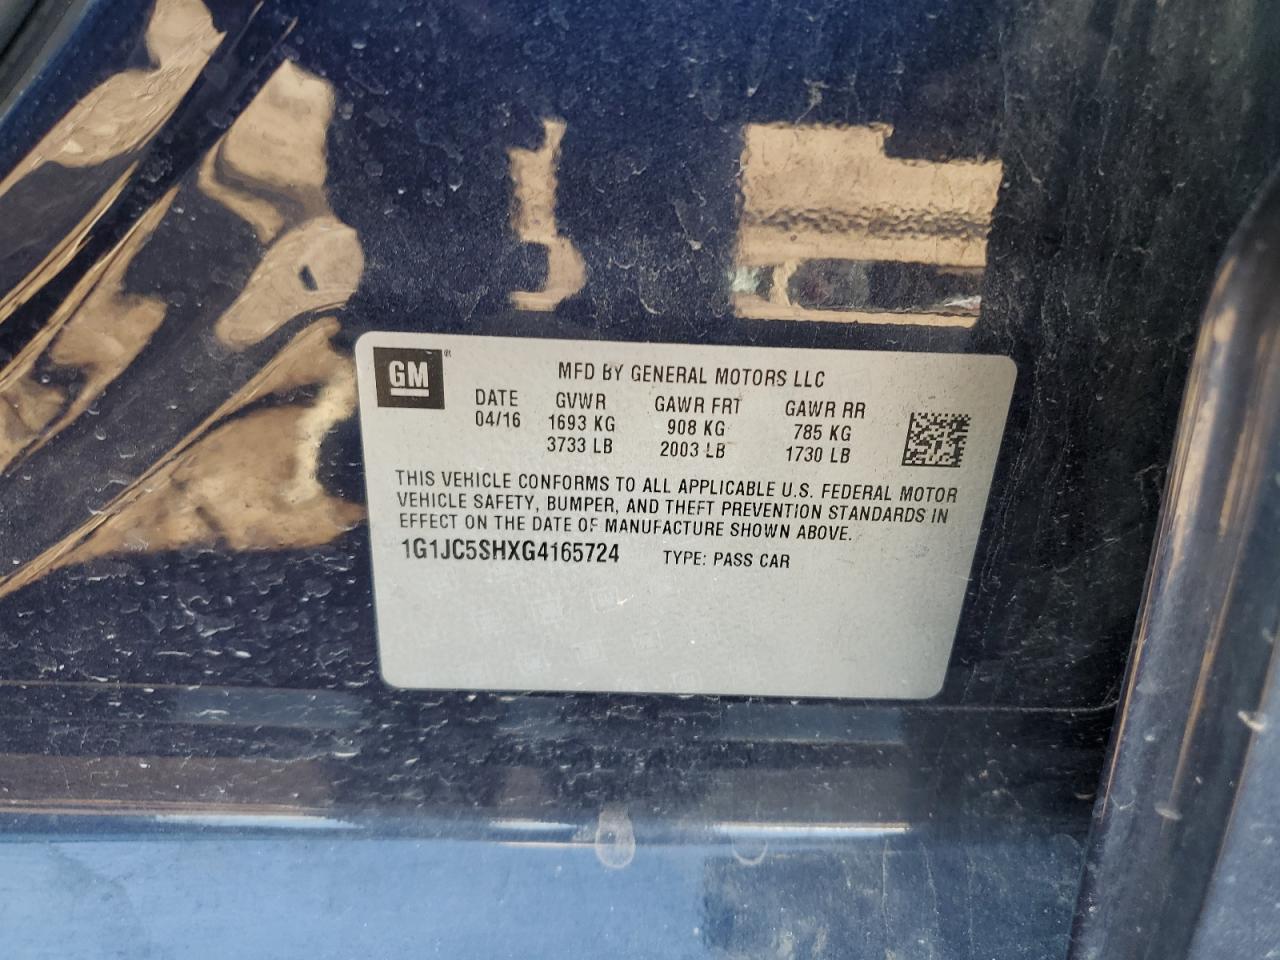 GM ®
MFD BY GENERAL MOTORS LLC
DATE GVWR GAWR FRT GAWR RR
04/16 1693 KG 908 KG 785 KG
3733 LB 2003 LB 1730 LB
THIS VEHICLE CONFORMS TO ALL APPLICABLE U.S. FEDERAL MOTOR
VEHICLE SAFETY, BUMPER, AND THEFT PREVENTION STANDARDS IN
EFFECT ON THE DATE OF MANUFACTURE SHOWN ABOVE.
1G1JC5SHXG4165724 TYPE: PASS CAR